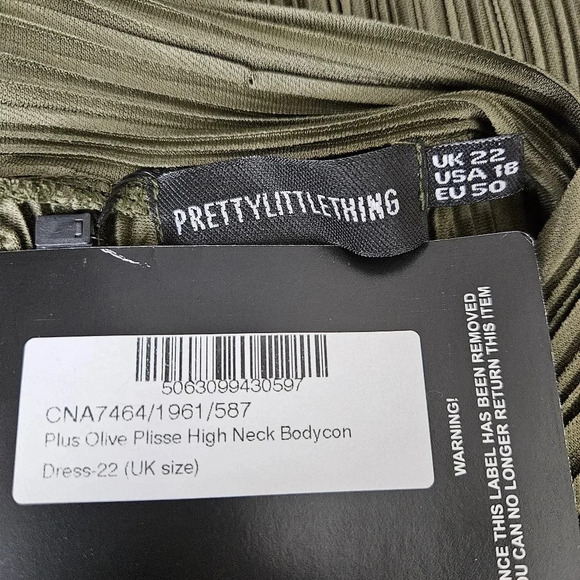 PRETTYLITTLETHING
UK 22
USA 18
EU 50
5063099430597
CNA7464/1961/587
Plus Olive Plisse High Neck Bodycon
Dress-22 (UK size)
WARNING!
THIS LABEL HAS BEEN REMOVED
CAN NO LONGER RETURN THIS ITEM